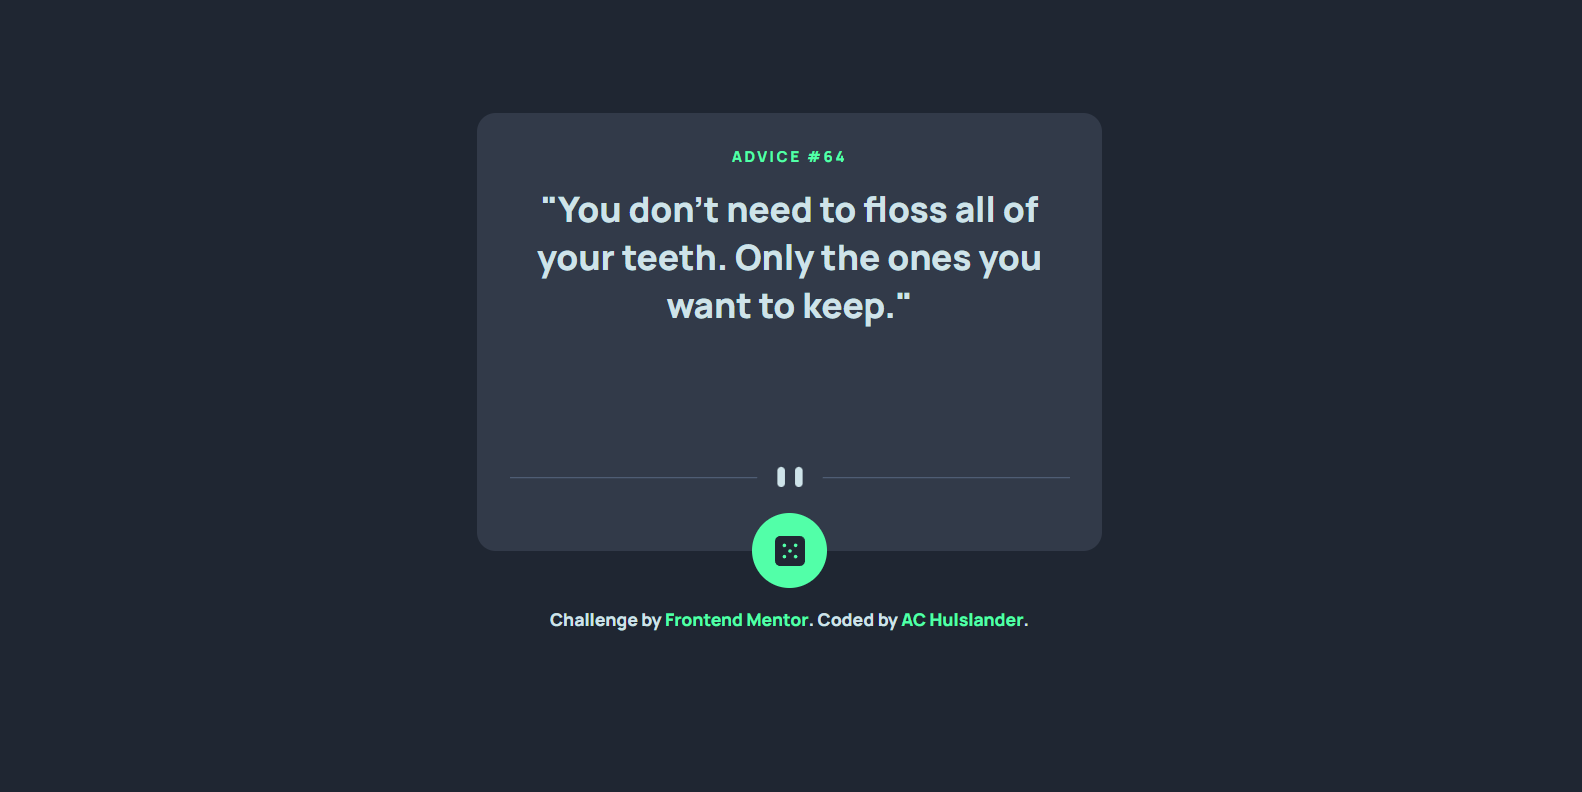 ADVICE #64
"You don't need to floss all of
your teeth. Only the ones you
want to keep."
Challenge by Frontend Mentor. Coded by AC Hulslander.